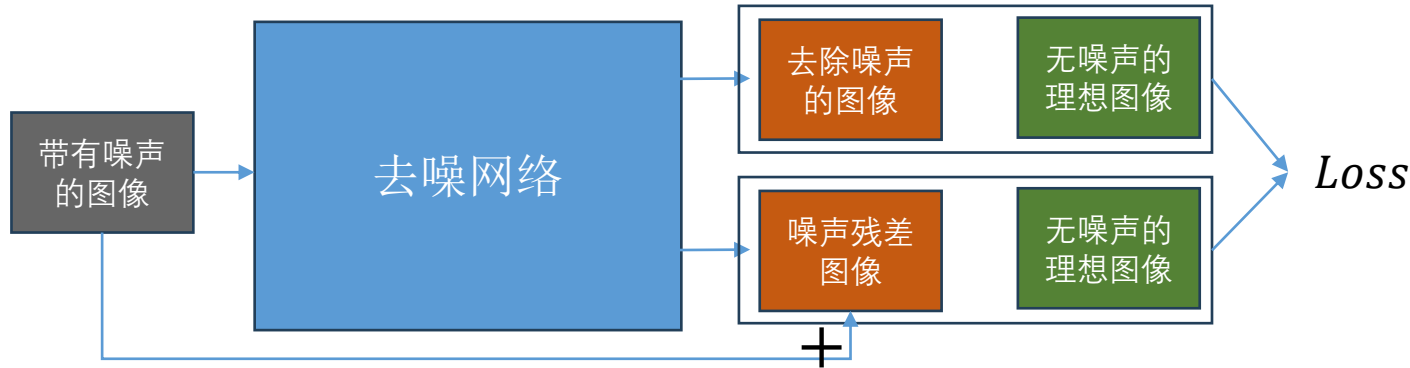 带有噪声
的图像
去噪网络
去除噪声
的图像
无噪声的
理想图像
噪声残差
图像
无噪声的
理想图像
+
Loss